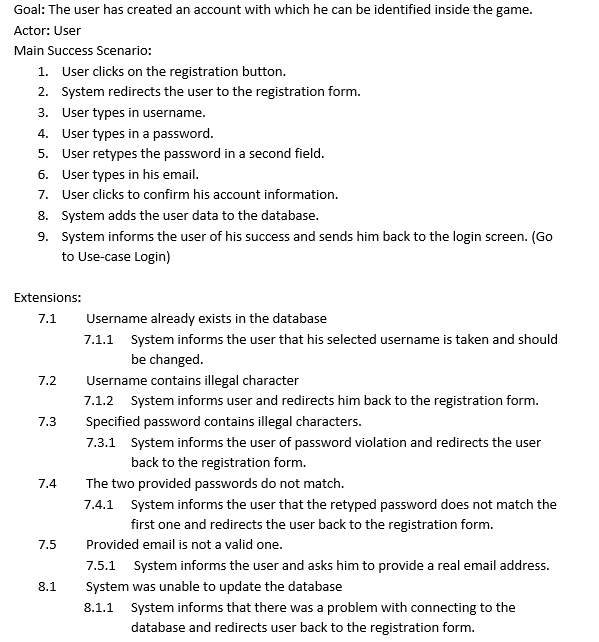 Goal: The user has created an account with which he can be identified inside the game.
Actor: User
Main Success Scenario:
1. User clicks on the registration button.
2. System redirects the user to the registration form.
3. User types in username.
4. User types in a password.
5. User retypes the password in a second field.
6. User types in his email.
7. User clicks to confirm his account information.
8. System adds the user data to the database.
9. System informs the user of his success and sends him back to the login screen. (Go
to Use-case Login)
Extensions:
7.1 Username already exists in the database
7.1.1 System informs the user that his selected username is taken and should
be changed.
7.2 Username contains illegal character
7.1.2 System informs user and redirects him back to the registration form.
7.3 Specified password contains illegal characters.
7.3.1 System informs the user of password violation and redirects the user
back to the registration form.
7.4 The two provided passwords do not match.
7.4.1 System informs the user that the retyped password does not match the
first one and redirects the user back to the registration form.
7.5 Provided email is not a valid one.
7.5.1 System informs the user and asks him to provide a real email address.
8.1 System was unable to update the database
8.1.1 System informs that there was a problem with connecting to the
database and redirects user back to the registration form.